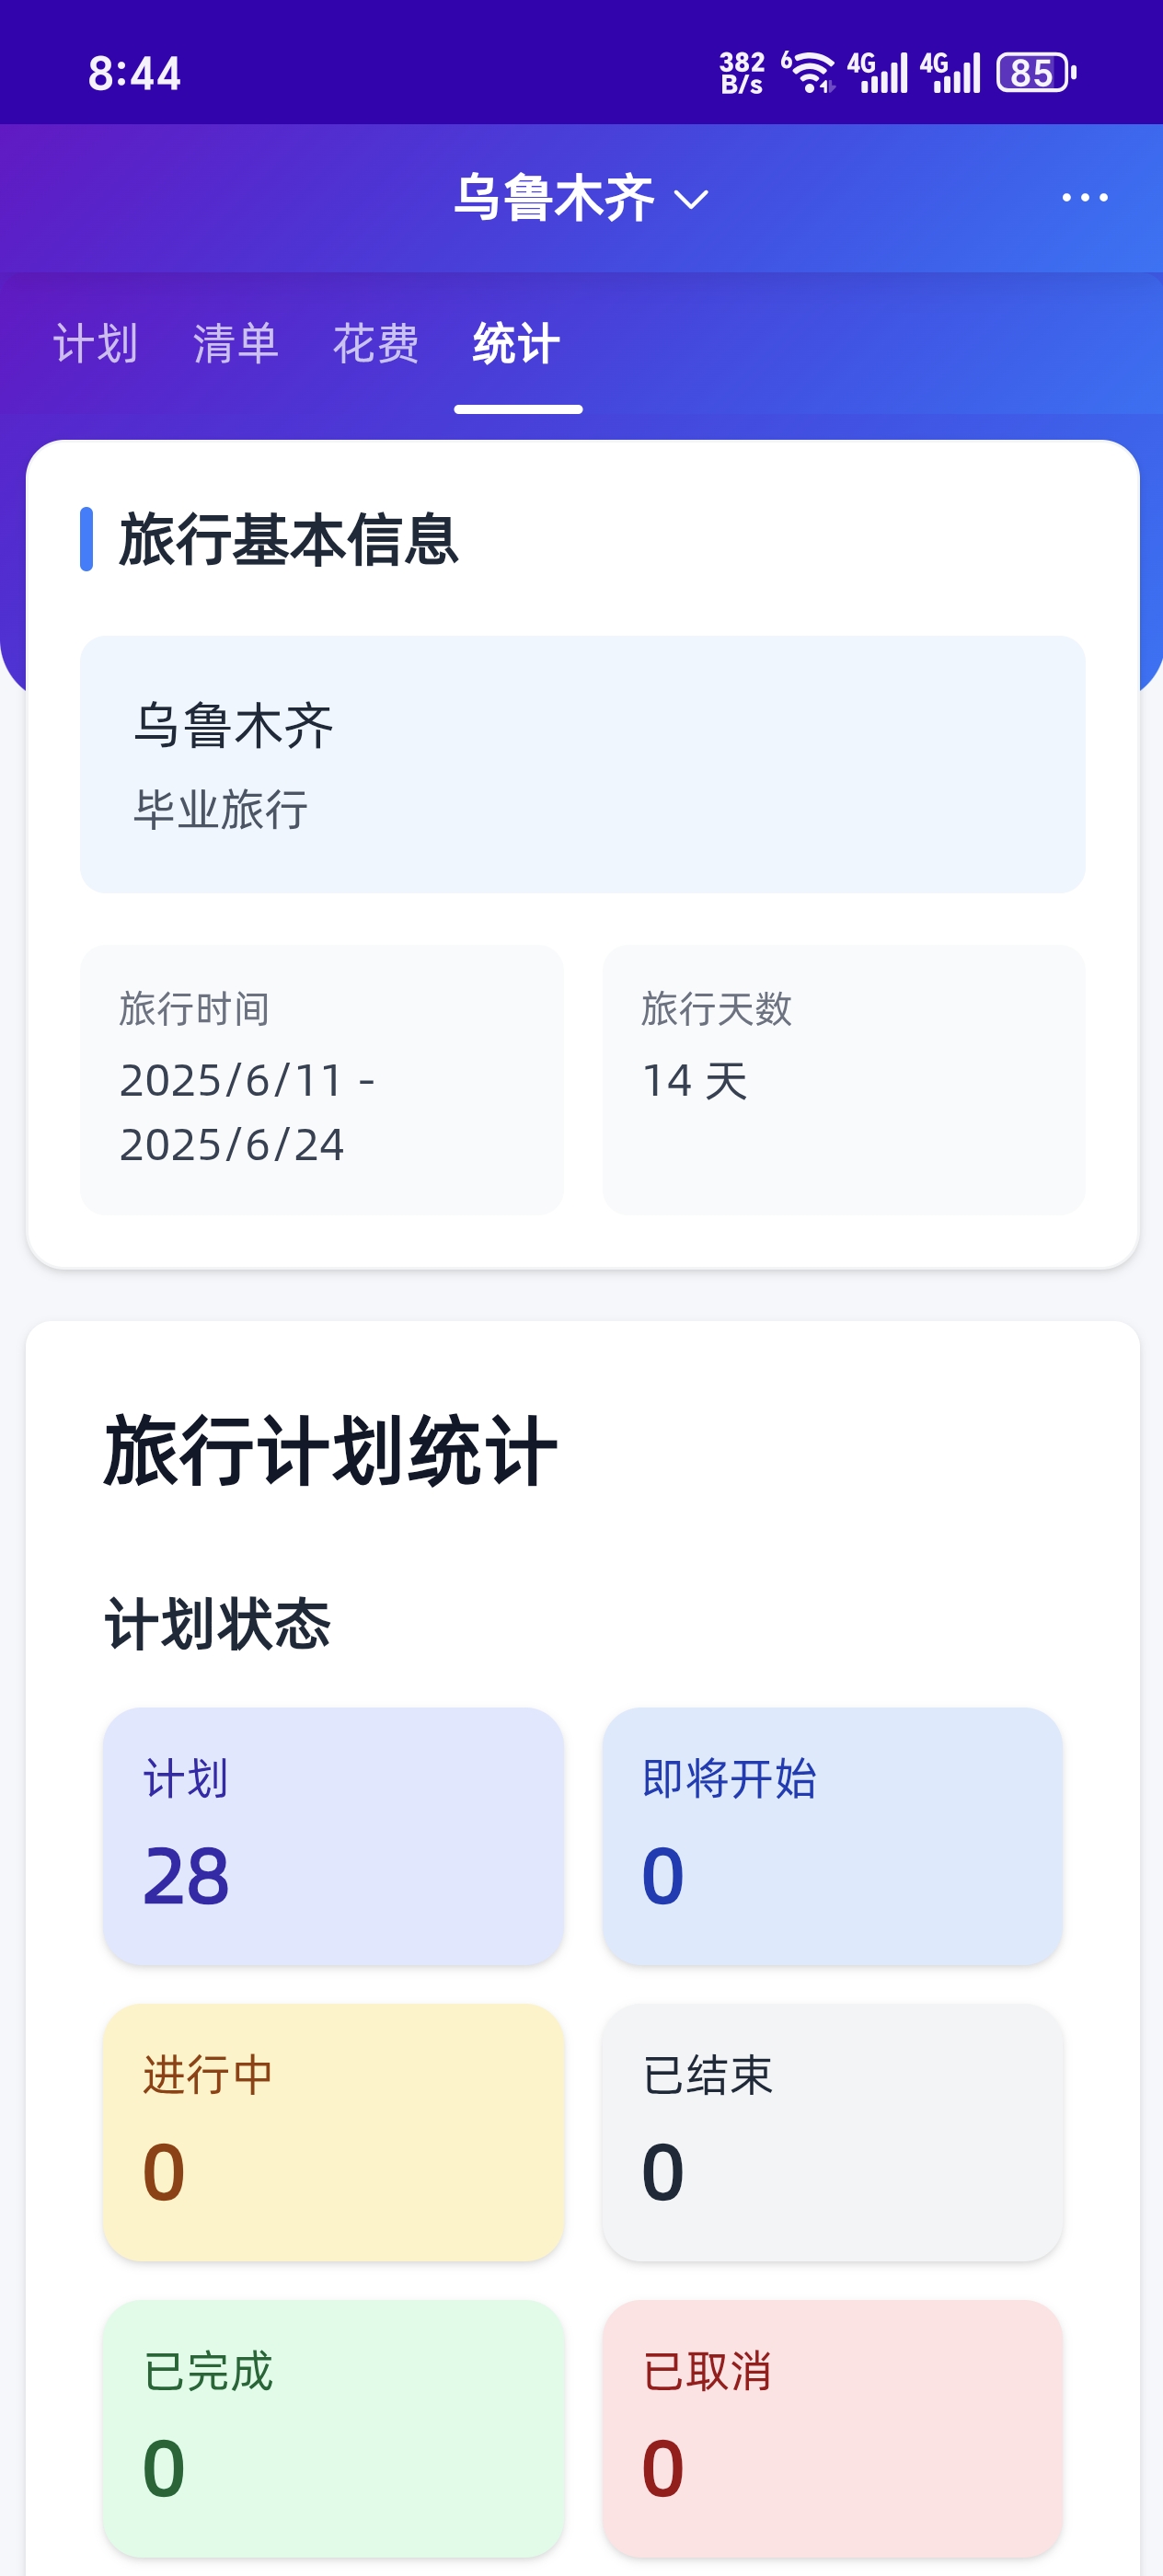 8:44
382
B/s
6
4G
4G
85
乌鲁木齐
计划 清单 花费 统计
旅行基本信息
乌鲁木齐
毕业旅行
旅行时间
2025/6/11 -
2025/6/24
旅行天数
14 天
旅行计划统计
计划状态
计划
28
即将开始
0
进行中
0
已结束
0
已完成
0
已取消
0